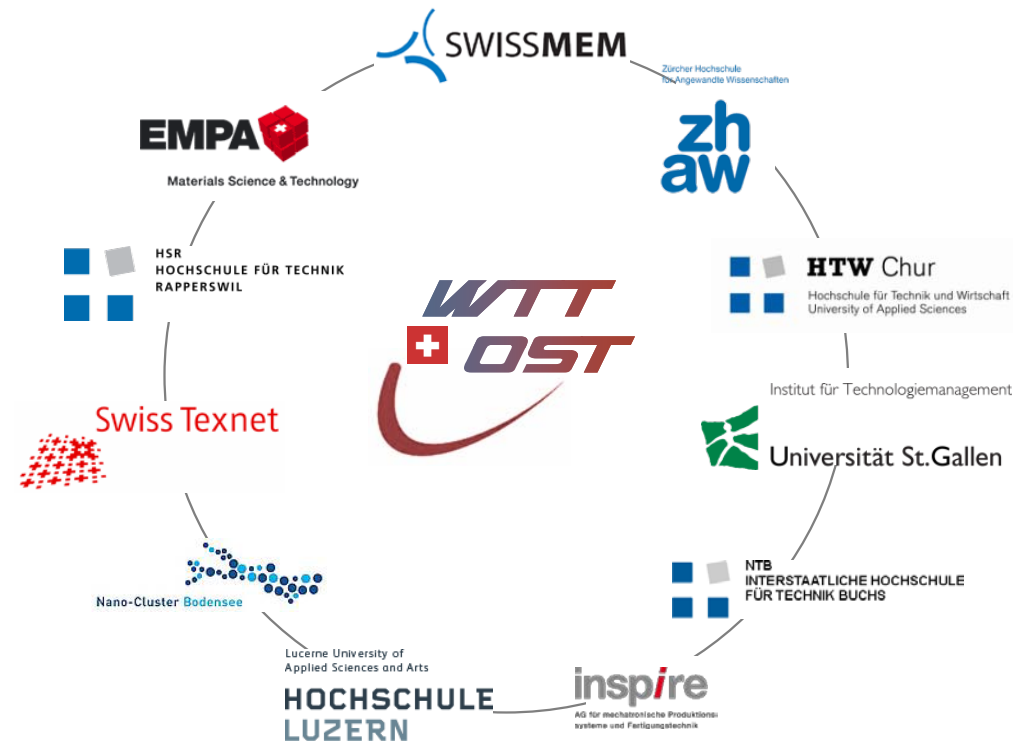 SWISSMEM
Zürcher Hochschule
für Angewandte Wissenschaften
zh
aw
EMPA
Materials Science & Technology
HSR
HOCHSCHULE FÜR TECHNIK
RAPPERSWIL
HTW Chur
Hochschule für Technik und Wirtschaft
University of Applied Sciences
WTT
OST
Institut für Technologiemanagement
Universität St.Gallen
Swiss Texnet
NTB
INTERSTAATLICHE HOCHSCHULE
FÜR TECHNIK BUCHS
Nano-Cluster Bodensee
Lucerne University of
Applied Sciences and Arts
HOCHSCHULE
LUZERN
inspire
AG für mechatronische Produktions-
systeme und Fertigungstechnik